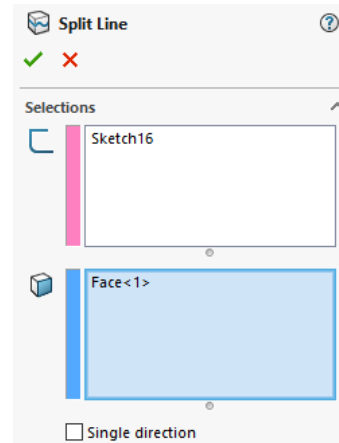 Split Line
Selections
Sketch16
Face<1>
Single direction